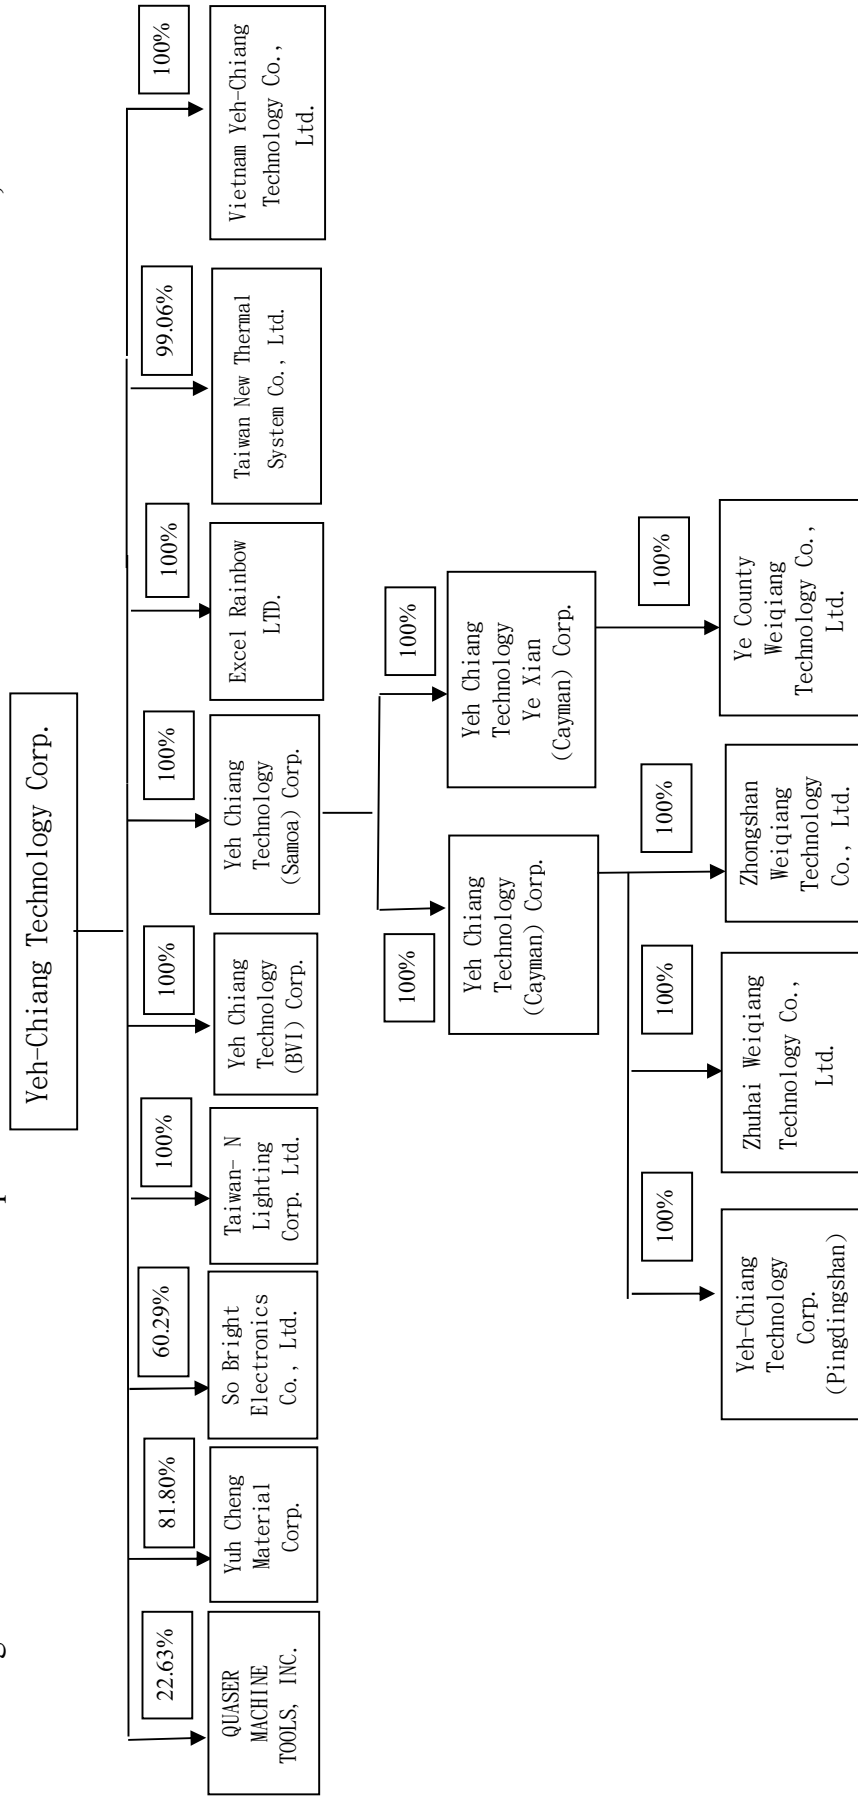 Yeh-Chiang Technology Corp.
22.63%
81.80%
60.29%
100%
100%
100%
100%
99.06%
100%
QUASER
MACHINE
TOOLS, INC.
Yuh Cheng
Material
Corp.
So Bright
Electronics
Co., Ltd.
Taiwan- N
Lighting
Corp. Ltd.
Yeh Chiang
Technology
(BVI) Corp.
Yeh Chiang
Technology
(Samoa) Corp.
Excel Rainbow
LTD.
Taiwan New Thermal
System Co., Ltd.
Vietnam Yeh-Chiang
Technology Co.,
Ltd.
100%
100%
Yeh Chiang
Technology
(Cayman) Corp.
Yeh Chiang
Technology
Ye Xian
(Cayman) Corp.
100%
100%
100%
100%
Yeh-Chiang
Technology
Corp.
(Pingdingshan)
Zhuhai Weiqiang
Technology Co.,
Ltd.
Zhongshan
Weiqiang
Technology
Co., Ltd.
Ye County
Weiqiang
Technology Co.,
Ltd.